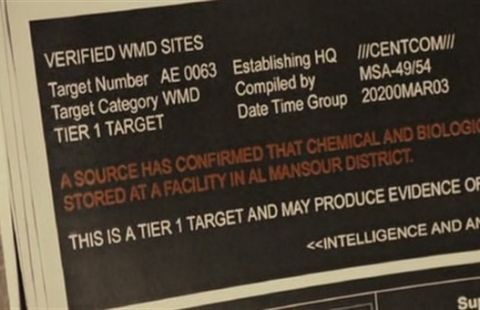 VERIFIED WMD SITES
Target Number AE 0063 Establishing HQ ///CENTCOM///
Target Category WMD Compiled by MSA-49/54
TIER 1 TARGET Date Time Group 20200MAR03
A SOURCE HAS CONFIRMED THAT CHEMICAL AND BIOLOGIC
STORED AT A FACILITY IN AL MANSOUR DISTRICT.
THIS IS A TIER 1 TARGET AND MAY PRODUCE EVIDENCE OF
<<INTELLIGENCE AND AN
Sup